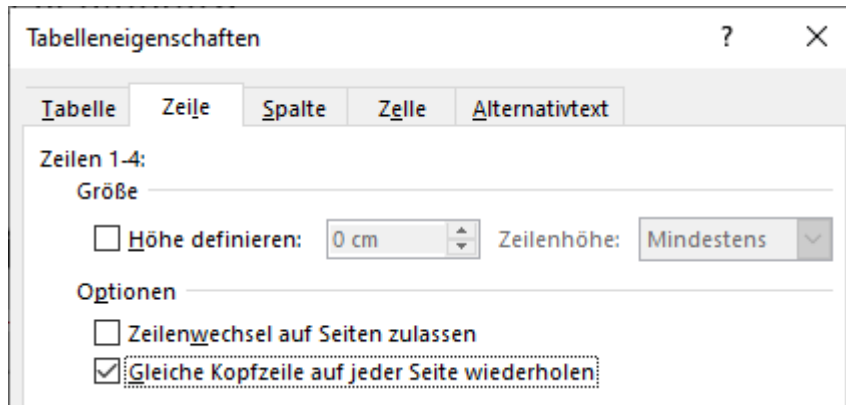 Tabelleneigenschaften ?
Tabelle Zeile Spalte Zelle Alternativtext
Zeilen 1-4:
Größe
Höhe definieren: 0 cm Zeilenhöhe: Mindestens
Optionen
Zeilenwechsel auf Seiten zulassen
Gleiche Kopfzeile auf jeder Seite wiederholen